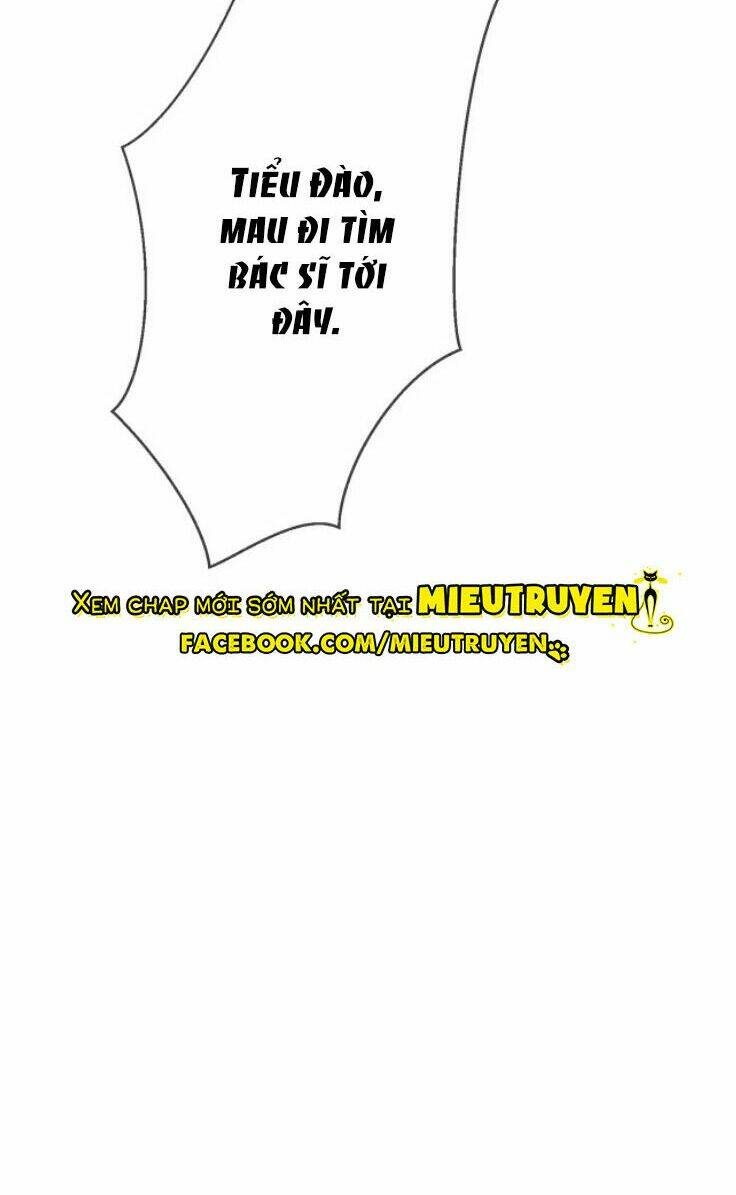 TIỂU ĐÀO,
MAU ĐI TÌM
BÁC SĨ TỚI
ĐÂY.
XEM CHAP MỚI SỚM NHẤT TẠI MIEUTRUYEN
FACEBOOK.COM/MIEUTRUYEN